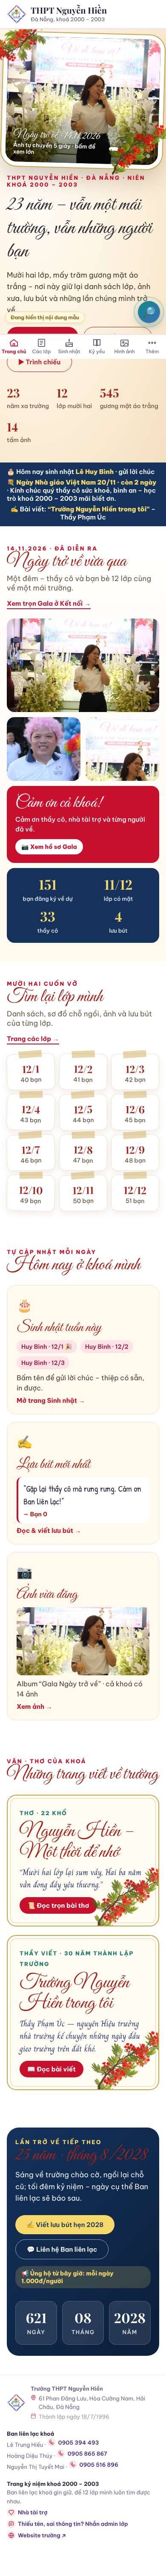 THPT Nguyễn Hiền
Đà Nẵng, khoá 2000 – 2003
Ngày trở về · 14.11.2026
Ảnh tự chuyển 5 giây · bấm để
xem lớn
THPT NGUYỄN HIỀN · ĐÀ NẴNG · NIÊN
KHOÁ 2000 – 2003
23 năm – vẫn một mái
trường, vẫn những người
bạn
Mười hai lớp, mấy trăm gương mặt áo
trắng – nơi này giữ lại danh sách lớp, hình
xưa, lưu bút và những lần chúng mình trở
về.
Đang hiển thị nội dung mẫu
Trang chủ
Các lớp
Sinh nhật
Kỷ yếu
Hình ảnh
Thêm
▶ Trình chiếu
23
năm xa trường
12
lớp mười hai
545
gương mặt áo trắng
14
tấm ảnh
🎂 Hôm nay sinh nhật Lê Huy Bình · gửi lời chúc
💐 Ngày Nhà giáo Việt Nam 20/11 · còn 2 ngày
· Kính chúc quý thầy cô sức khoẻ, bình an – học
trò khoá 2000 – 2003 mãi biết ơn.
✍️ Bài viết: “Trường Nguyễn Hiền trong tôi” –
Thầy Phạm Úc
14.11.2026 · ĐÃ DIỄN RA
Ngày trở về vừa qua
Một đêm – thầy cô và bạn bè 12 lớp cùng
về một mái trường.
Xem trọn Gala ở Kết nối →
Cảm ơn cả khoá!
Cảm ơn thầy cô, nhà tài trợ và từng người
đã về.
📷 Xem hồ sơ Gala
151
bạn đăng ký về dự
11/12
lớp có mặt
33
thầy cô
4
lưu bút
MƯỜI HAI CUỐN VỞ
Tìm lại lớp mình
Danh sách, sơ đồ chỗ ngồi, ảnh và lưu bút
của từng lớp.
Trang các lớp →
12/1
40 bạn
12/2
41 bạn
12/3
42 bạn
12/4
43 bạn
12/5
44 bạn
12/6
45 bạn
12/7
46 bạn
12/8
47 bạn
12/9
48 bạn
12/10
49 bạn
12/11
50 bạn
12/12
51 bạn
TỰ CẬP NHẬT MỖI NGÀY
Hôm nay ở khoá mình
Sinh nhật tuần này
Huy Bình · 12/1 🎉
Huy Bình · 12/2
Huy Bình · 12/3
Bấm tên để gửi lời chúc – thiệp có sẵn,
in được.
Mở trang Sinh nhật →
Lưu bút mới nhất
“Gặp lại thầy cô mà rưng rưng. Cảm ơn
Ban liên lạc!”
– Bạn 0
Đọc & viết lưu bút →
Ảnh vừa đăng
Album “Gala Ngày trở về” · cả khoá có
14 ảnh
Xem ảnh →
VĂN · THƠ CỦA KHOÁ
Những trang viết về trường
THƠ · 22 KHỔ
Nguyễn Hiền –
Một thời để nhớ
“Mười hai lớp lại sum vầy, Hai ba năm
vẫn đong đầy yêu thương.”
📜 Đọc trọn bài thơ
THẦY VIẾT · 30 NĂM THÀNH LẬP
TRƯỜNG
Trường Nguyễn
Hiền trong tôi
Thầy Phạm Úc – nguyên Hiệu trưởng
nhà trường kể chuyện những ngày đầu
gieo trường trên đất khó.
📖 Đọc bài viết
LẦN TRỞ VỀ TIẾP THEO
25 năm · tháng 8/2028
Sáng về trường chào cờ, ngồi lại chỗ
cũ; tối đêm kỷ niệm – ngày cụ thể Ban
liên lạc sẽ báo sau.
✍️ Viết lưu bút hẹn 2028
💬 Liên hệ Ban liên lạc
📢 Ủng hộ từ bây giờ: mỗi ngày
1.000đ/người
621
NGÀY
08
THÁNG
2028
NĂM
Trường THPT Nguyễn Hiền
61 Phan Đăng Lưu, Hòa Cường Nam, Hải
Châu, Đà Nẵng
Thành lập ngày 18/7/1996
Ban liên lạc khoá
Lê Trung Hiếu · 0905 394 493
Hoàng Diệu Thúy · 0905 865 867
Nguyễn Thị Tuyết Mai · 0905 516 896
Trang kỷ niệm khoá 2000 – 2003
Ban liên lạc khoá gìn giữ, để 12 lớp mình luôn tìm được
nhau.
Nhà tài trợ
Thiếu tên, sai thông tin? Nhắn admin lớp
Website trường ↗